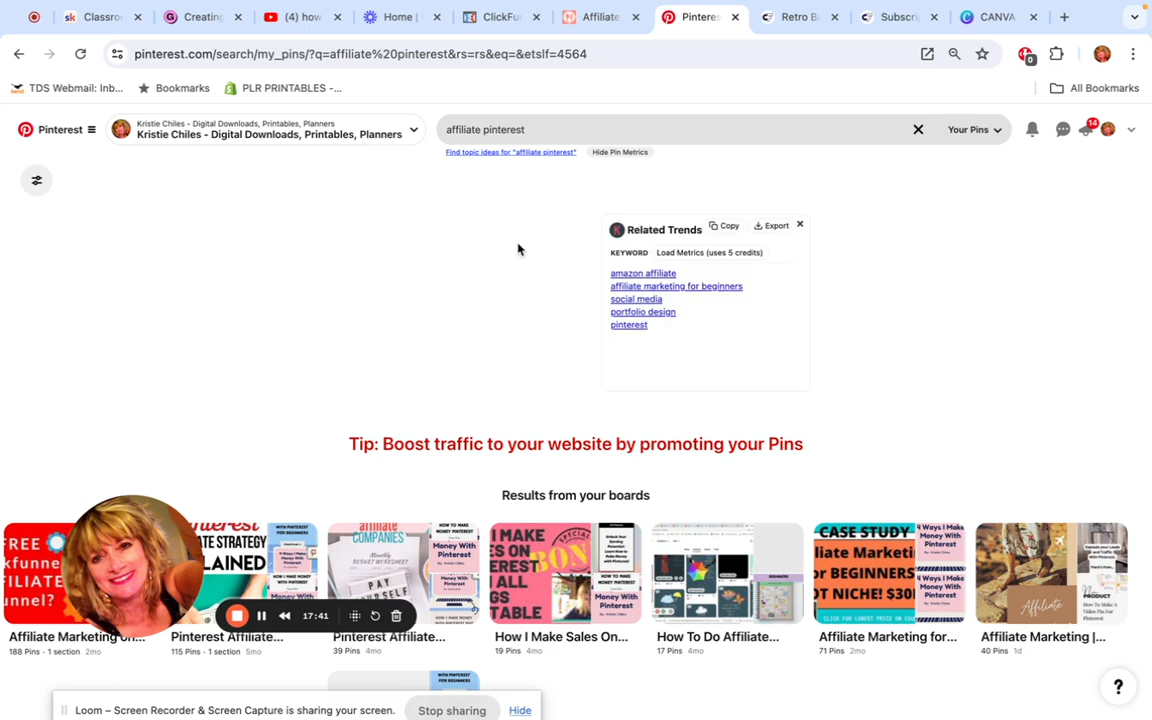 Classroo
Creating
(4) how
Home |
ClickFun
Affiliate
Pinteres
Retro Ba
Subscri
CANVA
pinterest.com/search/my_pins/?q=affiliate%20pinterest&rs=rs&eq=&etslf=4564
0
TDS Webmail: Inb...
Bookmarks
PLR PRINTABLES -...
All Bookmarks
Pinterest
Kristie Chiles - Digital Downloads, Printables, Planners
Kristie Chiles - Digital Downloads, Printables, Planners
affiliate pinterest
Your Pins
14
Find topic ideas for "affiliate pinterest"
Hide Pin Metrics
Related Trends
Copy
Export
KEYWORD
Load Metrics (uses 5 credits)
amazon affiliate
affiliate marketing for beginners
social media
portfolio design
pinterest
Tip: Boost traffic to your website by promoting your Pins
Results from your boards
17:41
Affiliate Marketing on...
188 Pins · 1 section 2mo
Pinterest Affiliate...
115 Pins · 1 section 5mo
Pinterest Affiliate...
39 Pins 4mo
How I Make Sales On...
19 Pins 4mo
How To Do Affiliate...
17 Pins 4mo
Affiliate Marketing for...
71 Pins 2mo
Affiliate Marketing |...
40 Pins 1d
Loom – Screen Recorder & Screen Capture is sharing your screen.
Stop sharing
Hide
?